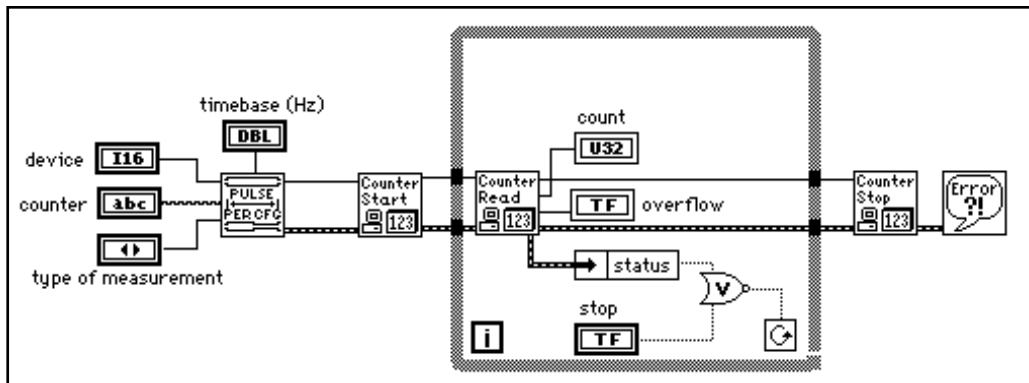 timebase (Hz)
DBL
device
I16
counter
abc
type of measurement
PULSE
PER CFG
Counter
Start
123
Counter
Read
123
count
U32
TF
overflow
status
V
stop
TF
i
Counter
Stop
123
Error
?!